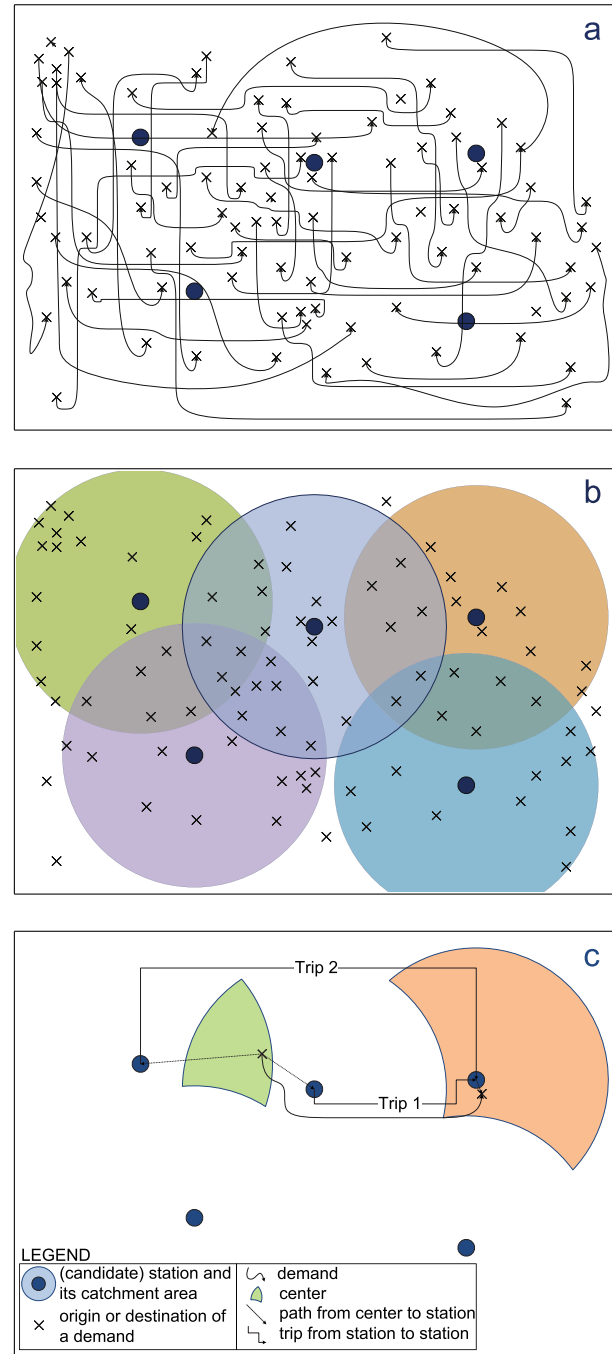 a
b
c
Trip 2
Trip 1
LEGEND
(candidate) station and
its catchment area
origin or destination of
a demand
demand
center
path from center to station
trip from station to station